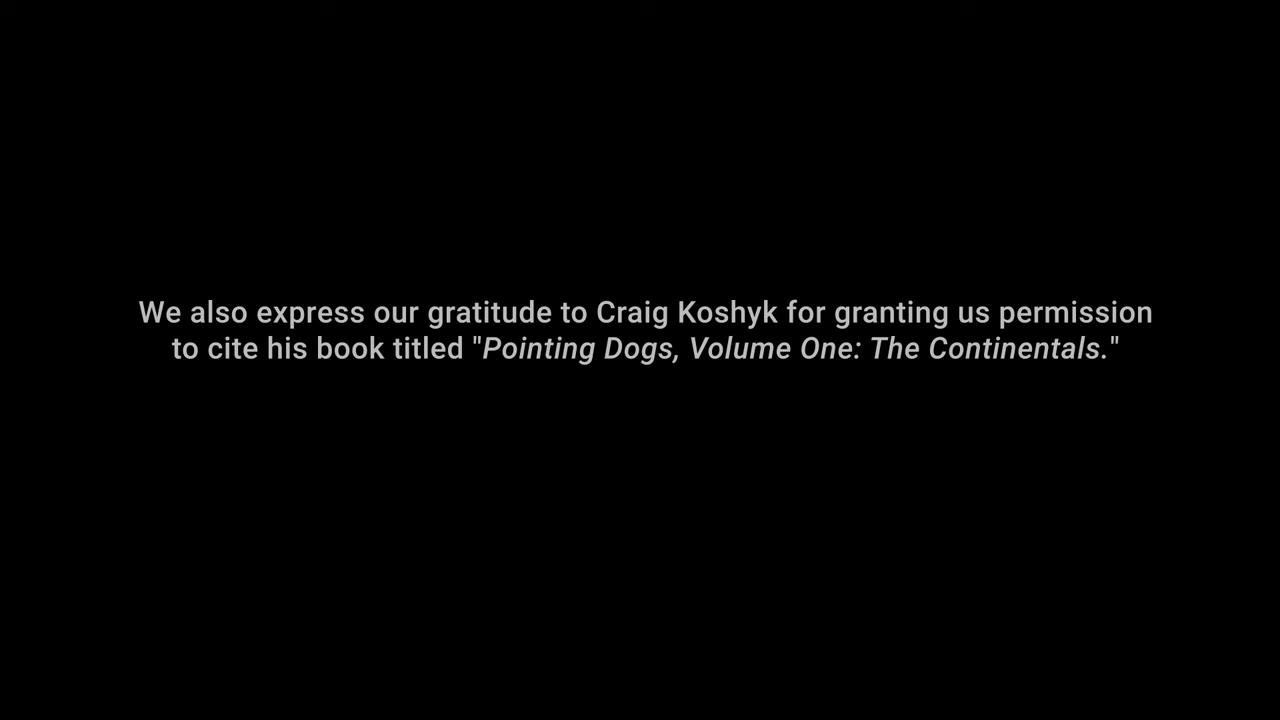 We also express our gratitude to Craig Koshyk for granting us permission
to cite his book titled "Pointing Dogs, Volume One: The Continentals."